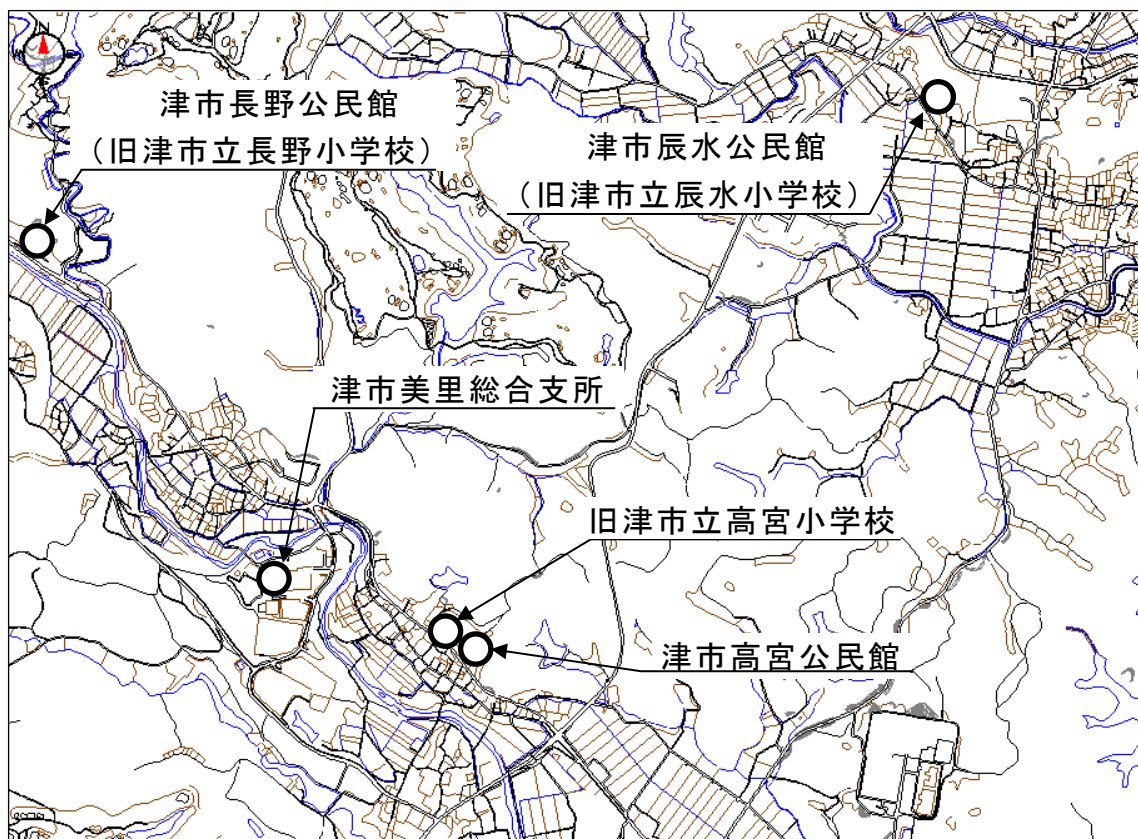 津市長野公民館
（旧津市立長野小学校）
津市辰水公民館
（旧津市立辰水小学校）
津市美里総合支所
旧津市立高宮小学校
津市高宮公民館